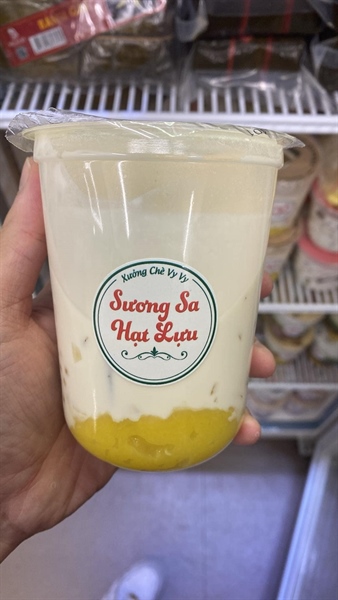 Xưởng Chè Vy Vy
Sương Sa
Hạt Lựu